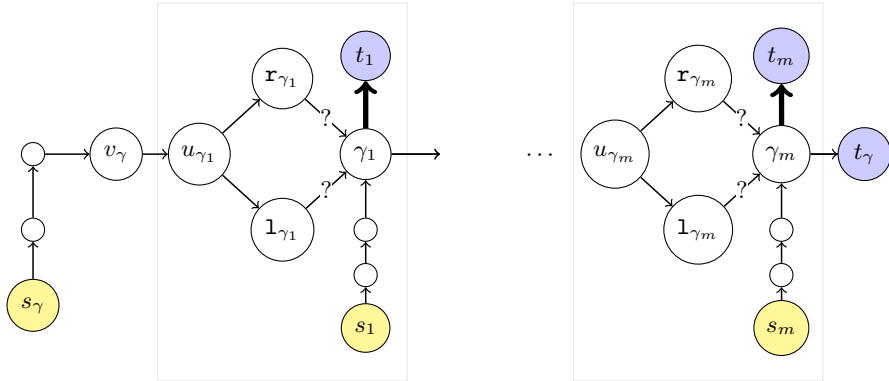 r_{γ_1} t_1 r_{γ_m} t_m
? ?
v_γ u_{γ_1} γ_1 ... u_{γ_m} γ_m t_γ
? ?
l_{γ_1} l_{γ_m}
s_γ s_1 s_m